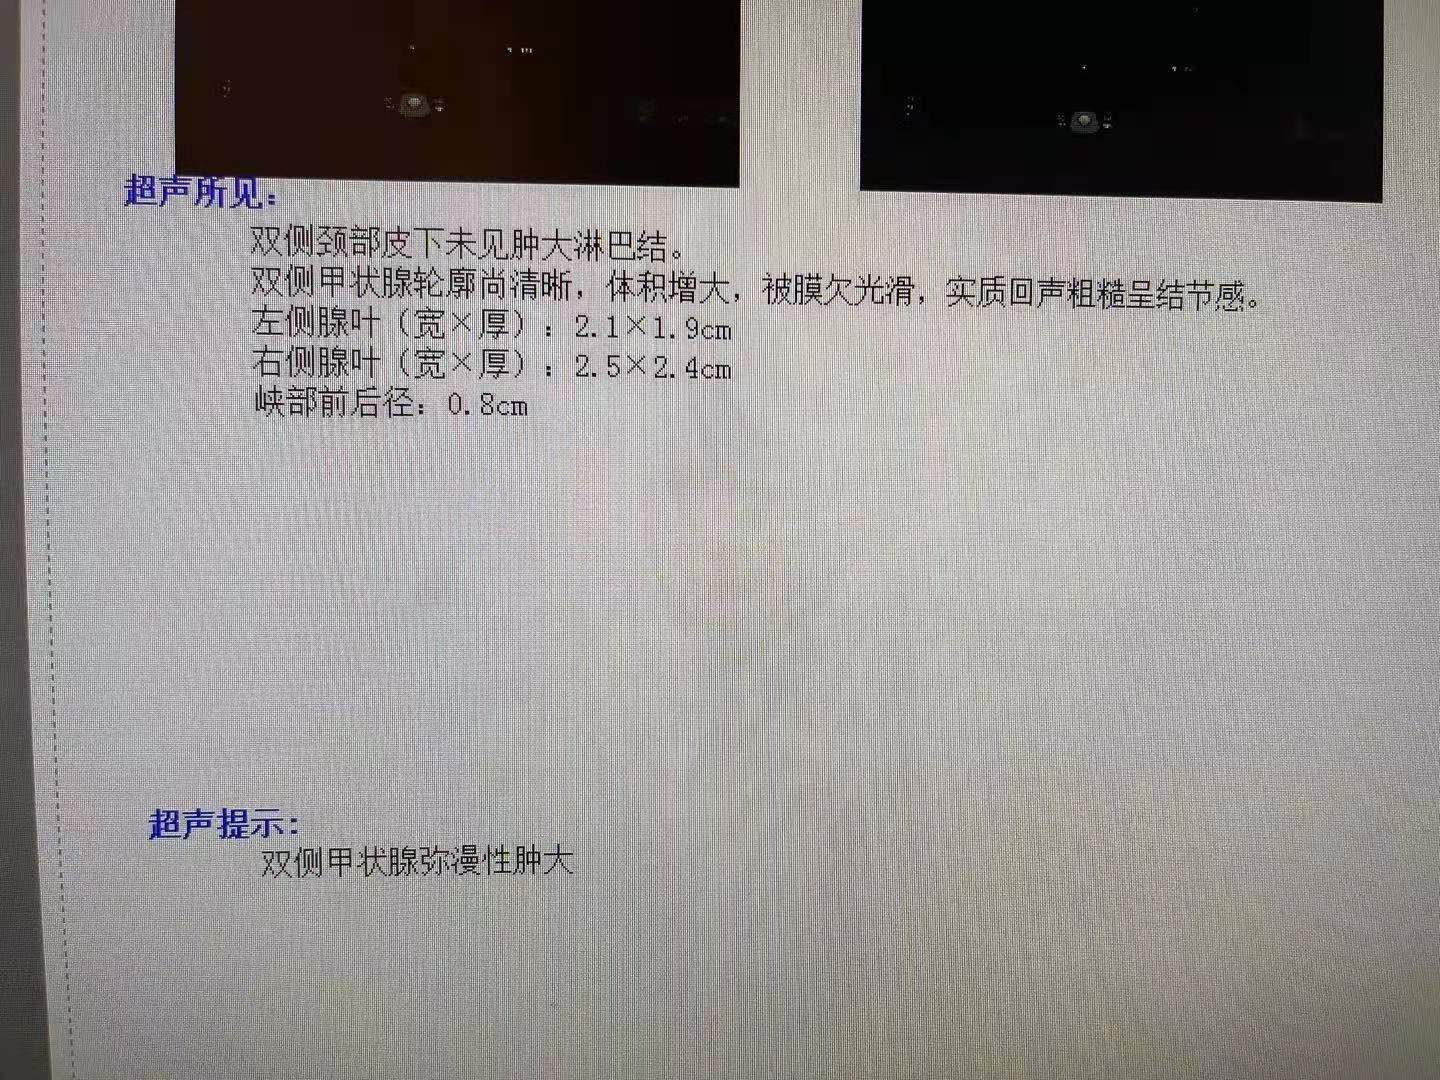 超声所见：
双侧颈部皮下未见肿大淋巴结。
双侧甲状腺轮廓尚清晰，体积增大，被膜欠光滑，实质回声粗糙呈结节感。
左侧腺叶（宽×厚）：2.1×1.9cm
右侧腺叶（宽×厚）：2.5×2.4cm
峡部前后径：0.8cm
超声提示：
双侧甲状腺弥漫性肿大